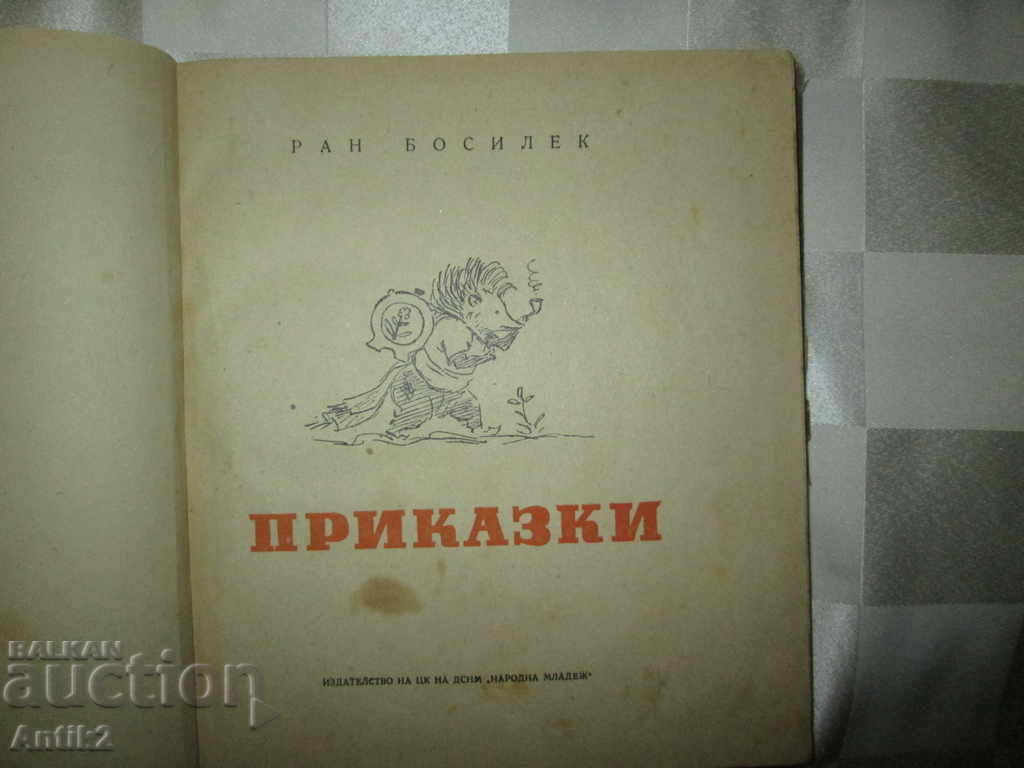 РАН БОСИЛЕК
ПРИКАЗКИ
ИЗДАТЕЛСТВО НА ЦК НА ДСНМ „НАРОДНА МЛАДЕЖ“
BALKAN
auction
Antik2